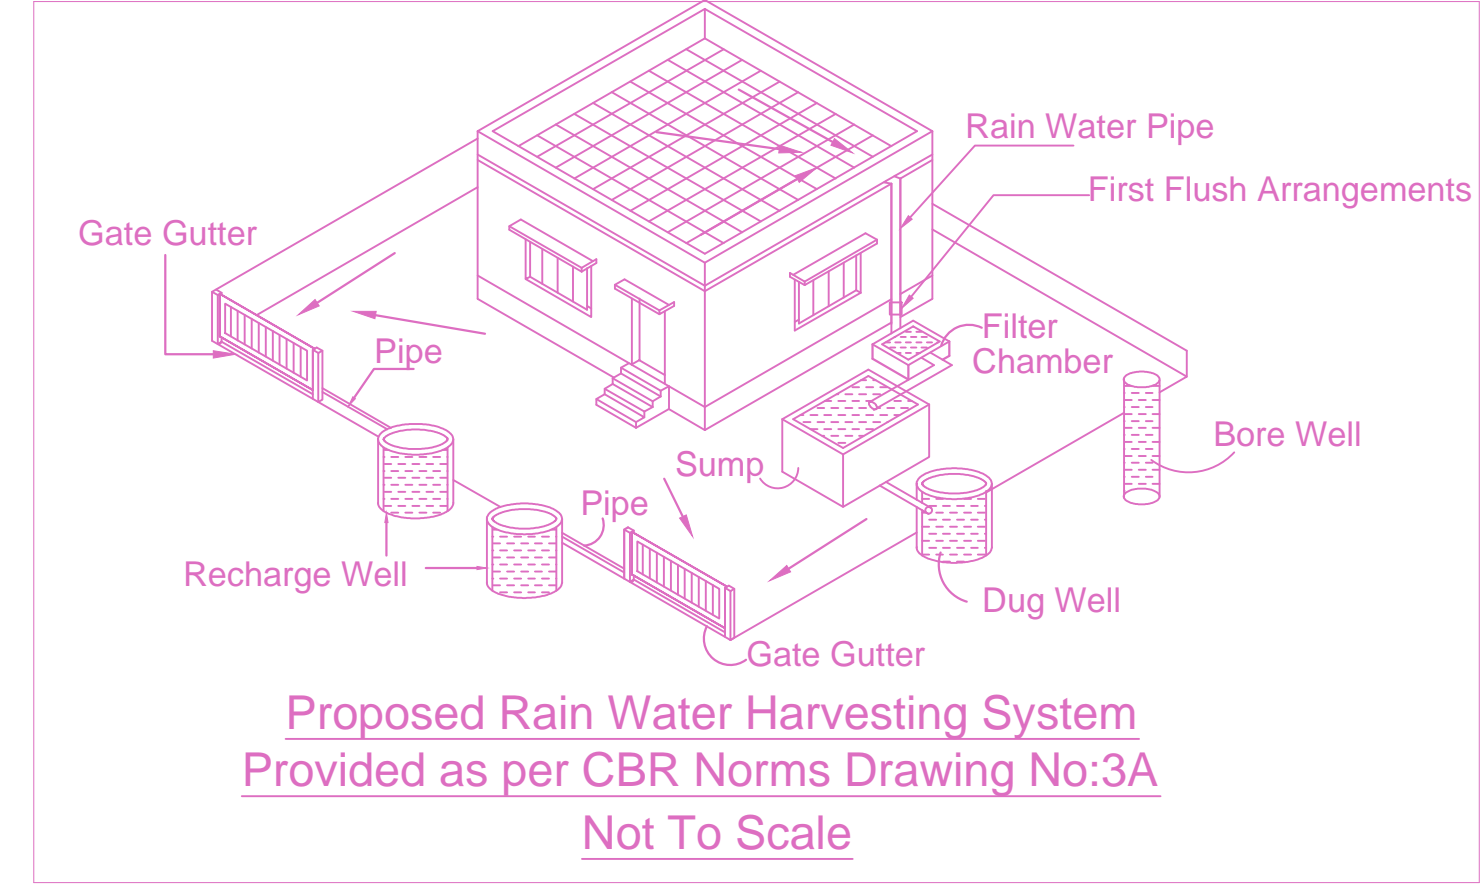 Rain Water Pipe
First Flush Arrangements
Gate Gutter
Filter
Chamber
Pipe
Bore Well
Sump
Pipe
Recharge Well
Dug Well
Gate Gutter
Proposed Rain Water Harvesting System
Provided as per CBR Norms Drawing No:3A
Not To Scale